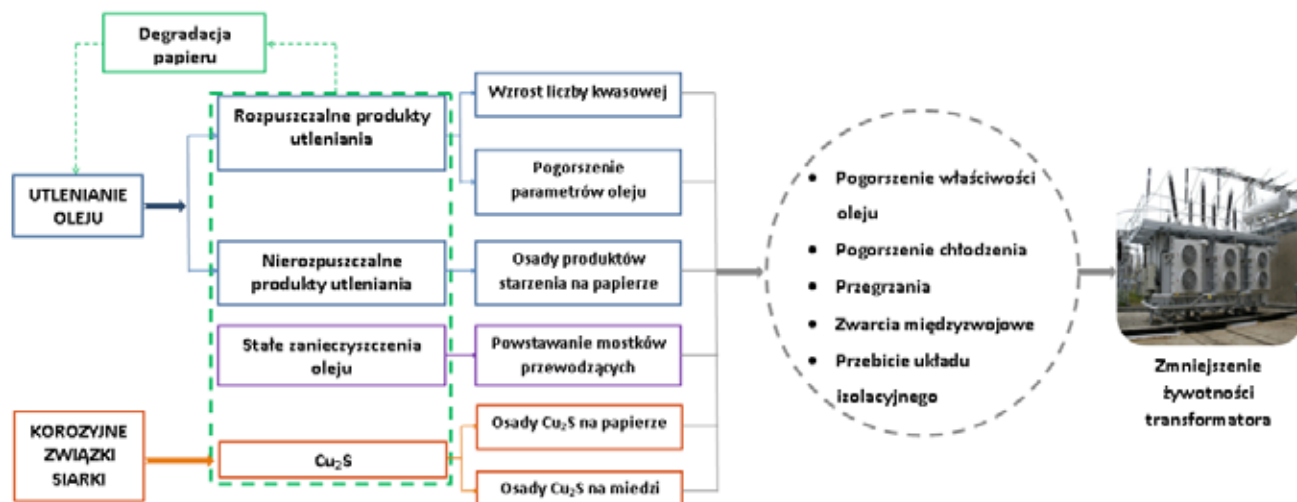 Degradacja
papieru
Rozpuszczalne produkty
utleniania
Wzrost liczby kwasowej
Pogorszenie
parametrów oleju
UTLENIANIE
OLEJU
Nierozpuszczalne
produkty utleniania
Osady produktów
starzenia na papierze
Stałe zanieczyszczenia
oleju
Powstawanie mostków
przewodzących
KOROZYJNE
ZWIĄZKI
SIARKI
Cu₂S
Osady Cu₂S na papierze
Osady Cu₂S na miedzi
• Pogorszenie właściwości
oleju
• Pogorszenie chłodzenia
• Przegrzania
• Zwarcia międzyzwojowe
• Przebicie układu
izolacyjnego
Zmniejszenie
żywotności
transformatora